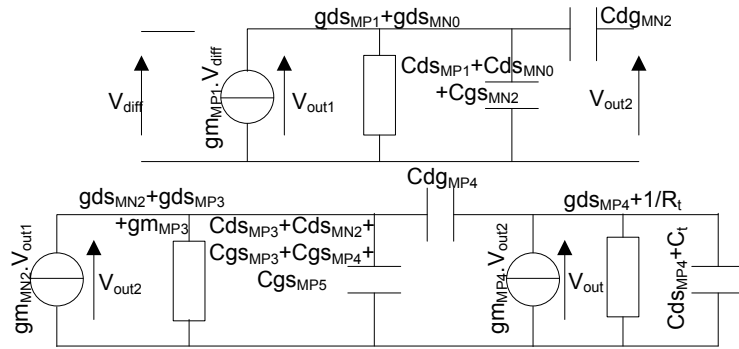 gdsMP1+gdsMN0
CdgMN2
Vdiff
gmMP1.Vdiff
Vout1
CdsMP1+CdsMN0
+CgsMN2
Vout2
CdgMP4
gdsMN2+gdsMP3
+gmMP3
gmMN2.Vout1
Vout2
CdsMP3+CdsMN2+
CgsMP3+CgsMP4+
CgsMP5
gmMP4.Vout2
Vout
gdsMP4+1/Rt
CdsMP4+Ct